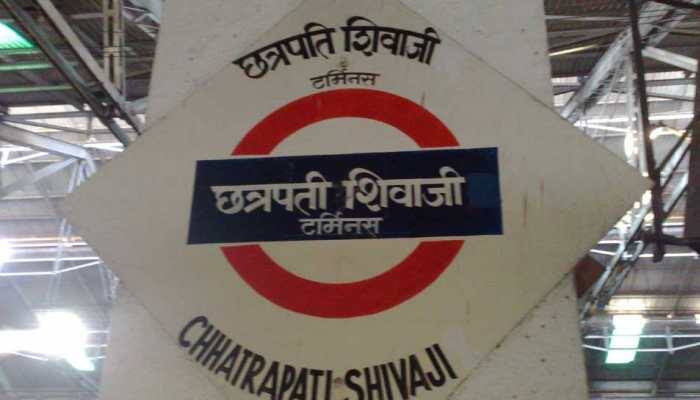 छत्रपति शिवाजी
टर्मिनस
छत्रपती शिवाजी
टर्मिनस
CHHATRAPATI SHIVAJI